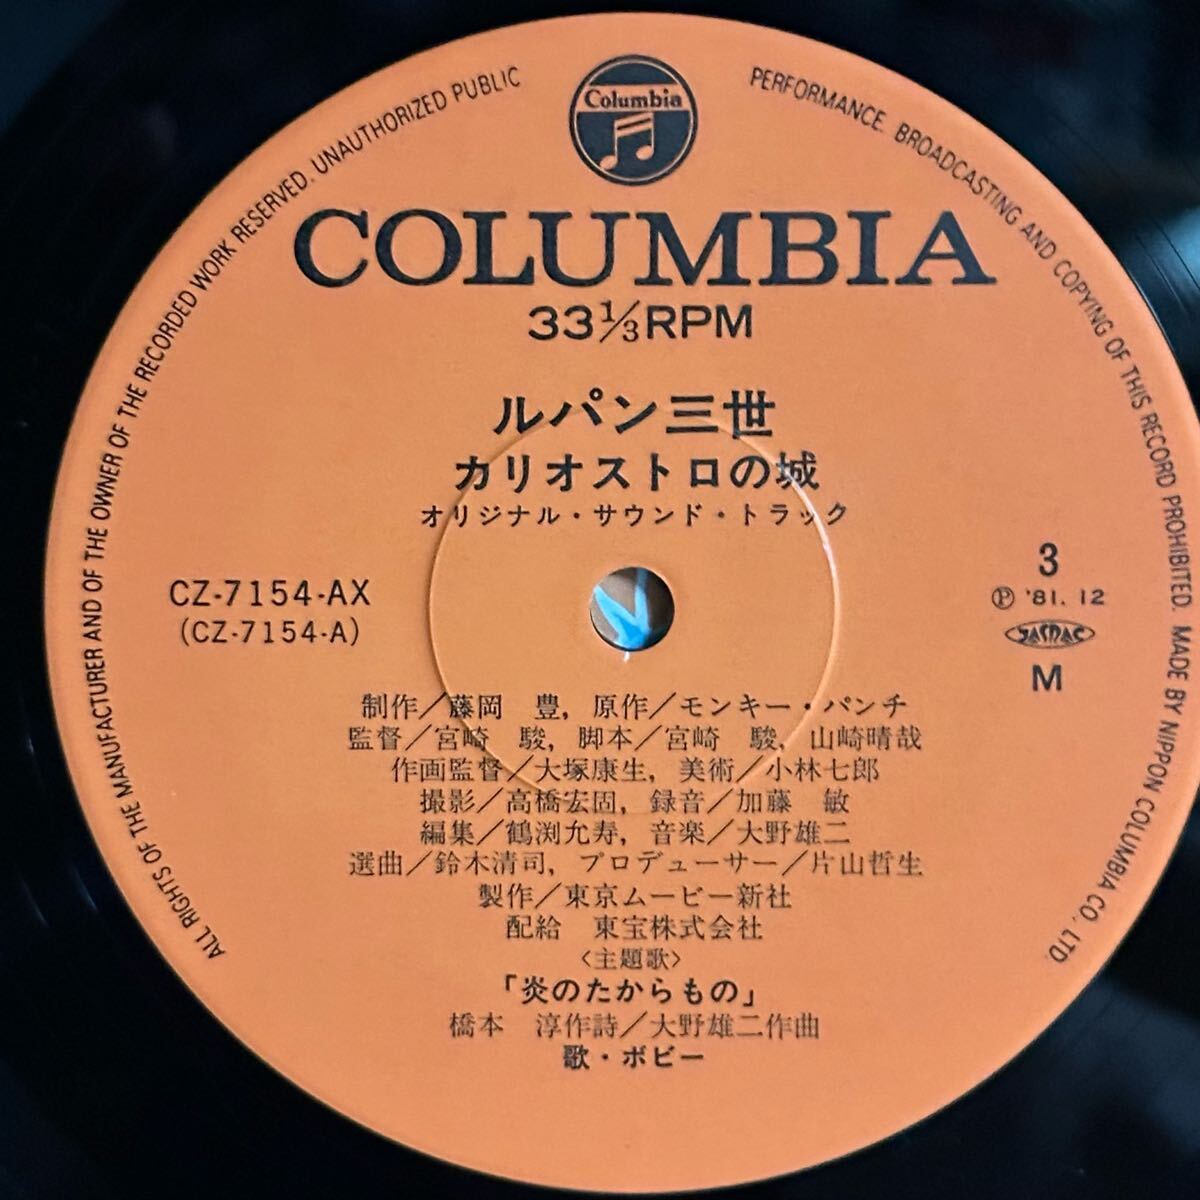 ALL RIGHTS OF THE MANUFACTURER AND OF THE OWNER OF THE RECORDED WORK RESERVED. UNAUTHORIZED PUBLIC PERFORMANCE. BROADCASTING AND COPYING OF THIS RECORD PROHIBITED. MADE BY NIPPON COLUMBIA CO., LTD.
Columbia
COLUMBIA
33⅓RPM
ルパン三世
カリオストロの城
オリジナル・サウンド・トラック
CZ-7154-AX
(CZ-7154-A)
3
Ⓟ '81. 12
JASRAC
M
制作/藤岡 豊, 原作/モンキー・パンチ
監督/宮崎 駿, 脚本/宮崎 駿, 山崎晴哉
作画監督/大塚康生, 美術/小林七郎
撮影/高橋宏固, 録音/加藤 敏
編集/鶴渕允寿, 音楽/大野雄二
選曲/鈴木清司, プロデューサー/片山哲生
製作/東京ムービー新社
配給 東宝株式会社
〈主題歌〉
「炎のたからもの」
橋本 淳作詩/大野雄二作曲
歌・ボビー